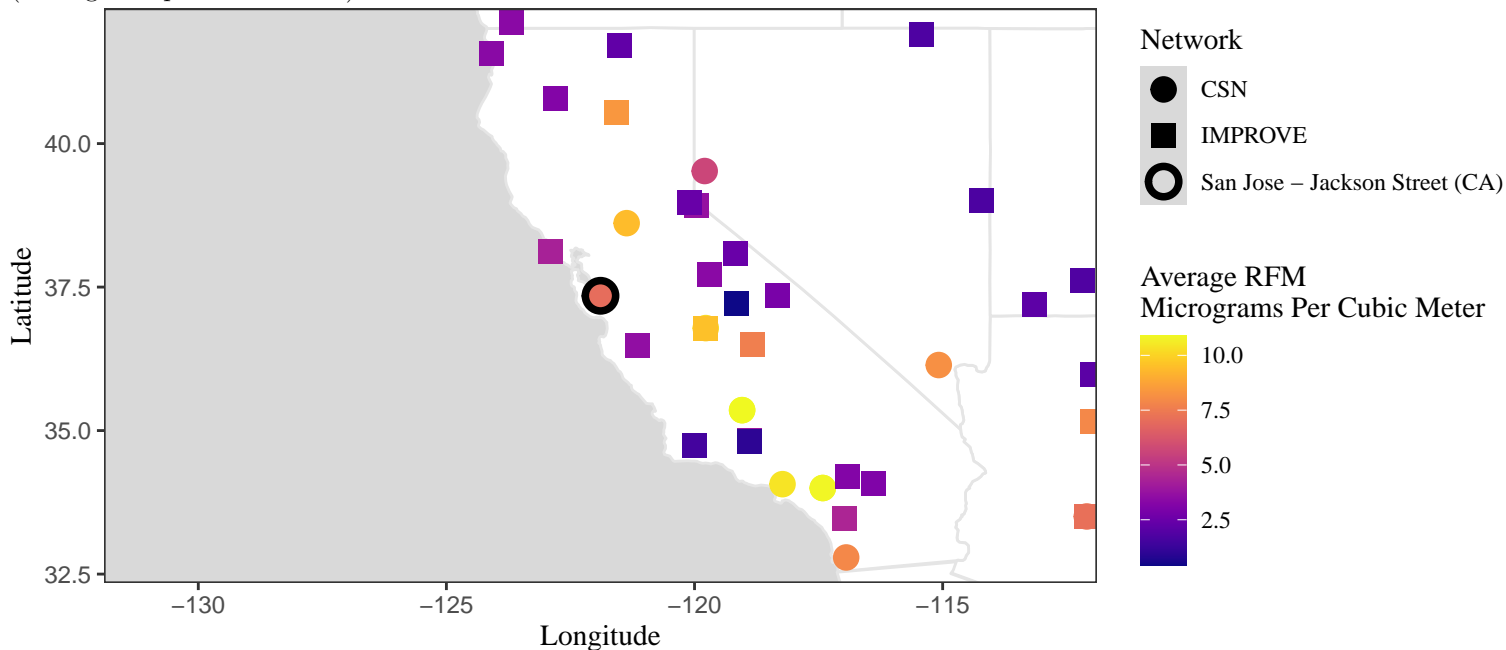 40.0
37.5
35.0
32.5
Latitude
−130
−125
−120
−115
Longitude
Network
CSN
IMPROVE
San Jose − Jackson Street (CA)
Average RFM
Micrograms Per Cubic Meter
10.0
7.5
5.0
2.5